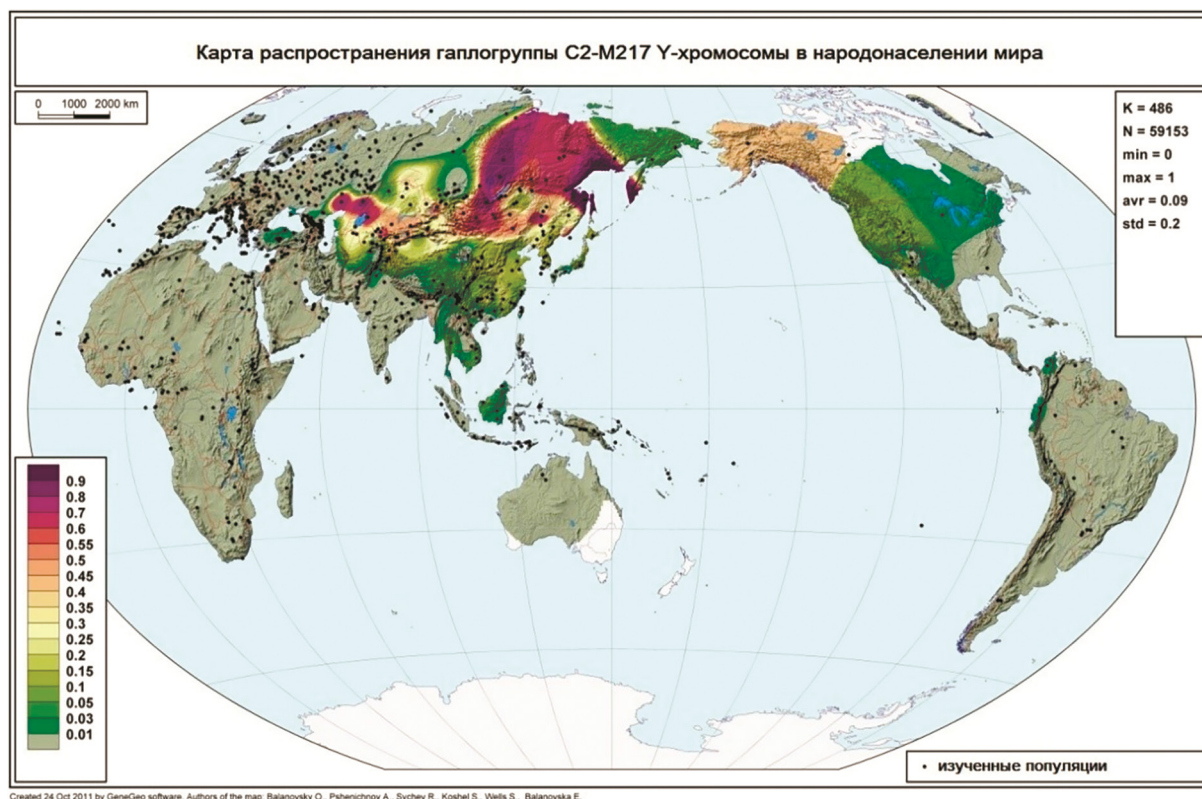 Карта распространения гаплогруппы C2-M217 Y-хромосомы в народонаселении мира
0 1000 2000 km
K = 486
N = 59153
min = 0
max = 1
avr = 0.09
std = 0.2
0.9
0.8
0.7
0.6
0.55
0.5
0.45
0.4
0.35
0.3
0.25
0.2
0.15
0.1
0.05
0.03
0.01
изученные популяции
Created 24 Oct 2011 by GeneGeo software. Authors of the map: Balanovsky O., Pshenichnov A., Sychev R., Koshel S., Wells S., Balanovska E.